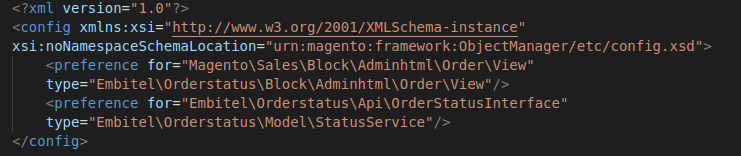 <?xml version="1.0"?>
<config xmlns:xsi="http://www.w3.org/2001/XMLSchema-instance"
xsi:noNamespaceSchemaLocation="urn:magento:framework:ObjectManager/etc/config.xsd">
    <preference for="Magento\Sales\Block\Adminhtml\Order\View"
    type="Embitel\Orderstatus\Block\Adminhtml\Order\View"/>
    <preference for="Embitel\Orderstatus\Api\OrderStatusInterface"
    type="Embitel\Orderstatus\Model\StatusService"/>
</config>